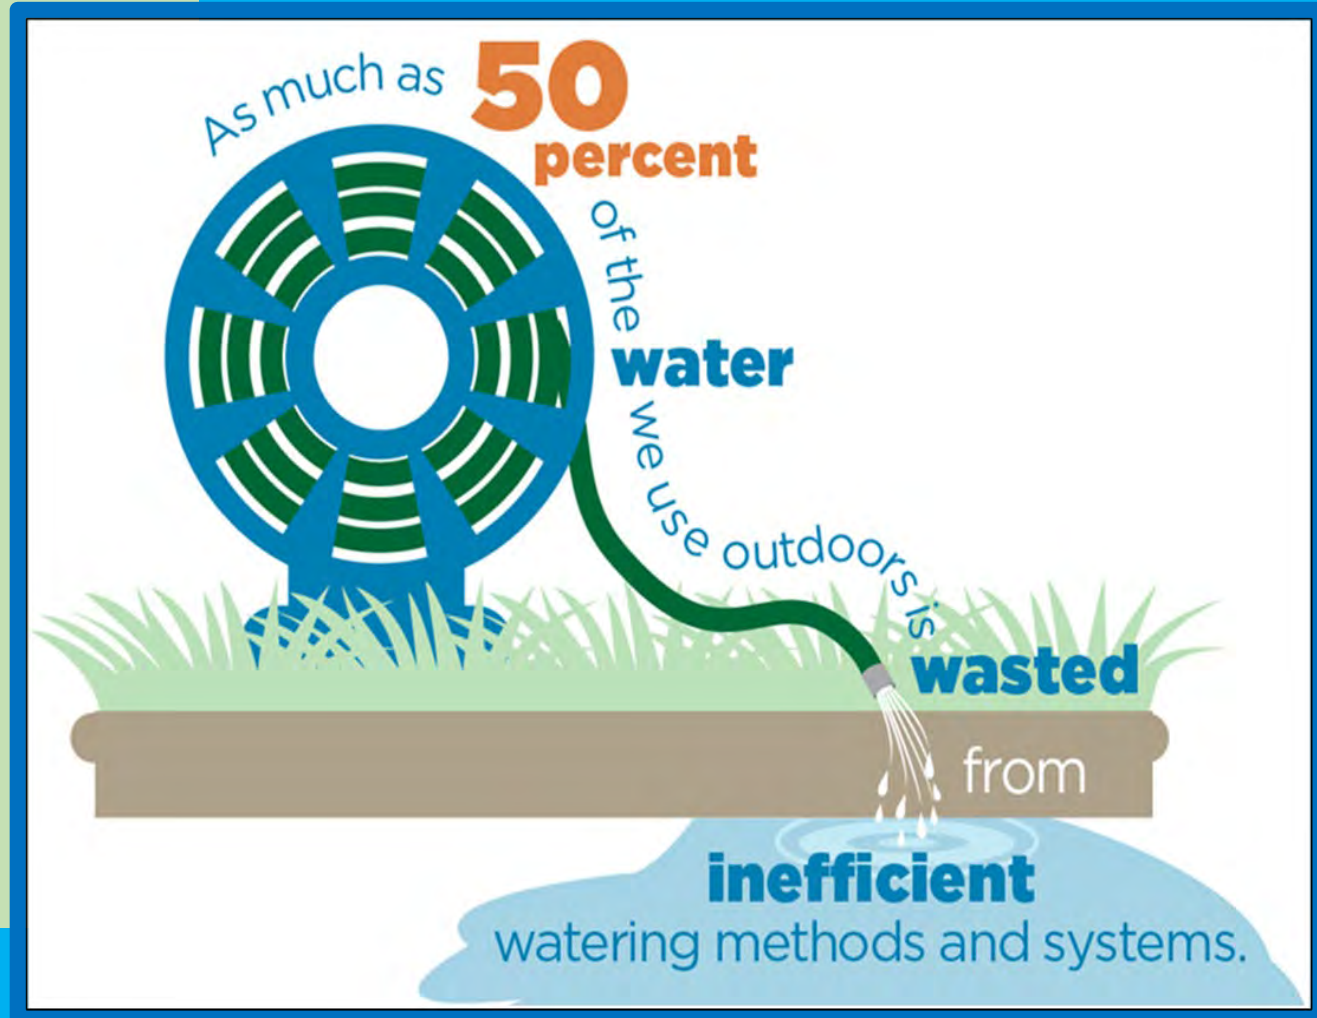 As much as 50
percent
of the
water
we use outdoors is
wasted
from
inefficient
watering methods and systems.